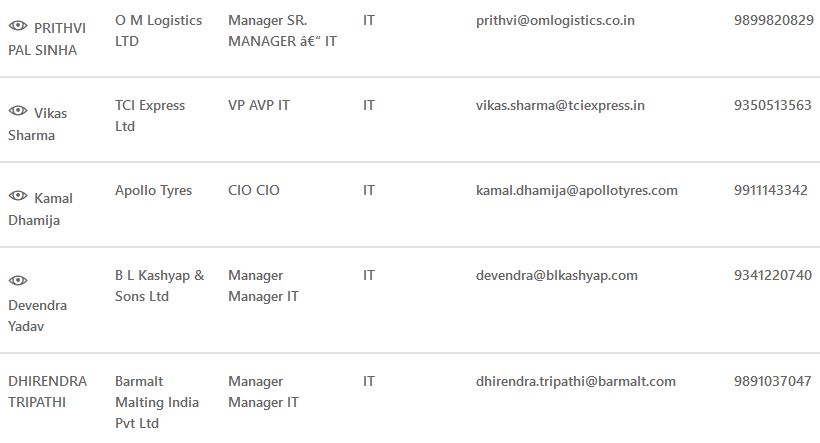 PRITHVI PAL SINHA O M Logistics LTD Manager SR. MANAGER â€“ IT IT prithvi@omlogistics.co.in 9899820829
Vikas Sharma TCI Express Ltd VP AVP IT IT vikas.sharma@tciexpress.in 9350513563
Kamal Dhamija Apollo Tyres CIO CIO IT kamal.dhamija@apollotyres.com 9911143342
Devendra Yadav B L Kashyap & Sons Ltd Manager Manager IT IT devendra@blkashyap.com 9341220740
DHIRENDRA TRIPATHI Barmalt Malting India Pvt Ltd Manager Manager IT IT dhirendra.tripathi@barmalt.com 9891037047